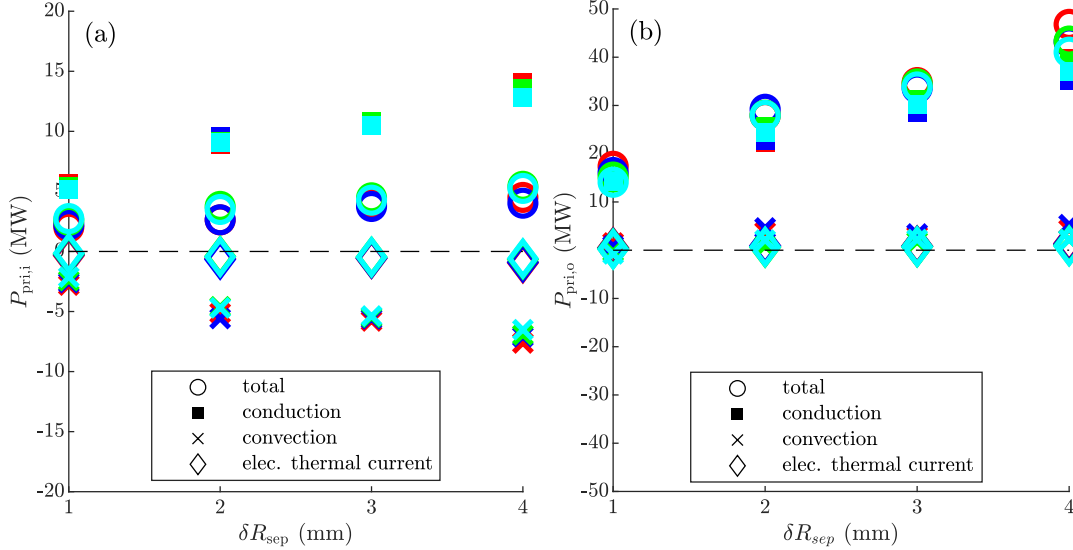 (a)
20
15
10
5
0
-5
-10
-15
-20
P_pri,i (MW)
total
conduction
convection
elec. thermal current
1 2 3 4
δR_sep (mm)
(b)
50
40
30
20
10
0
-10
-20
-30
-40
-50
P_pri,o (MW)
total
conduction
convection
elec. thermal current
1 2 3 4
δR_sep (mm)